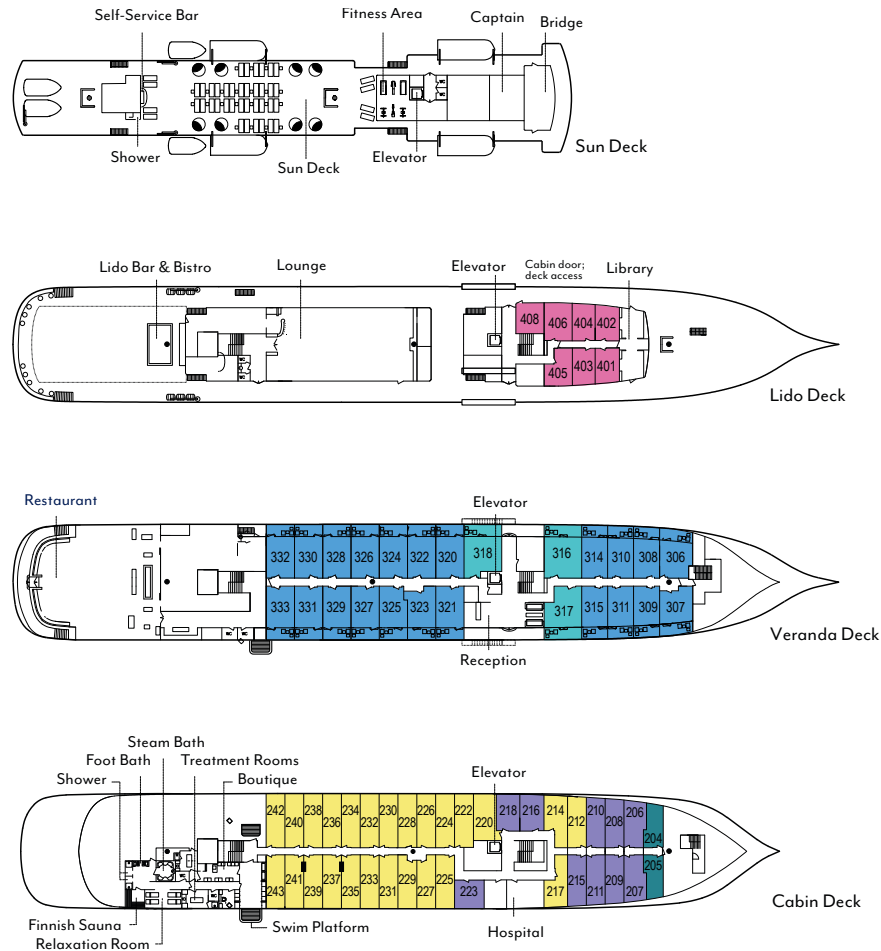 Self-Service Bar
Fitness Area
Captain
Bridge
Shower
Sun Deck
Elevator
Sun Deck
Lido Bar & Bistro
Lounge
Elevator
Cabin door;
deck access
Library
408 406 404 402
405 403 401
Lido Deck
Restaurant
Elevator
332 330 328 326 324 322 320 318 316 314 310 308 306
333 331 329 327 325 323 321 317 315 311 309 307
Reception
Veranda Deck
Steam Bath
Foot Bath
Treatment Rooms
Shower
Boutique
Elevator
242 240 238 236 234 232 230 228 226 224 222 220 218 216 214 212 210 208 206 204
243 241 239 237 235 233 231 229 227 225 223 217 215 211 209 207 205
Finnish Sauna
Relaxation Room
Swim Platform
Hospital
Cabin Deck